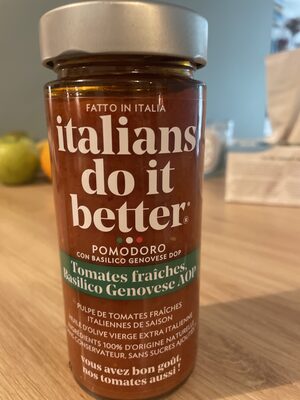 FATTO IN ITALIA
italians
do it
better®
POMODORO
CON BASILICO GENOVESE DOP
Tomates fraîches,
Basilico Genovese AOP
PULPE DE TOMATES FRAÎCHES
ITALIENNES DE SAISON
HUILE D'OLIVE VIERGE EXTRA ITALIENNE
INGRÉDIENTS 100% D'ORIGINE NATURELLE
SANS CONSERVATEUR, SANS SUCRES AJOUTÉS
vous avez bon goût,
nos tomates aussi !